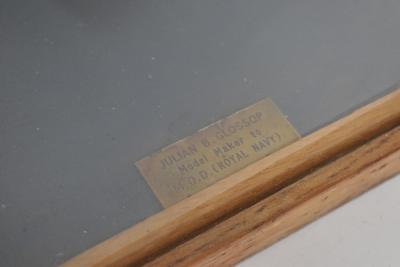 JULIAN B. GLOSSOP
Model Maker to
M.O.D. (ROYAL NAVY)